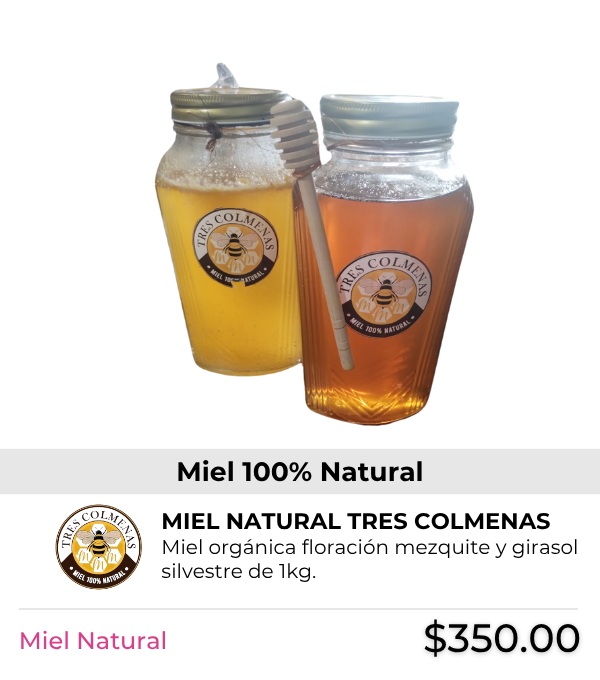 TRES COLMENAS
MIEL 100% NATURAL
TRES COLMENAS
MIEL 100% NATURAL
Miel 100% Natural
TRES COLMENAS
MIEL 100% NATURAL
MIEL NATURAL TRES COLMENAS
Miel orgánica floración mezquite y girasol
silvestre de 1kg.
Miel Natural
$350.00